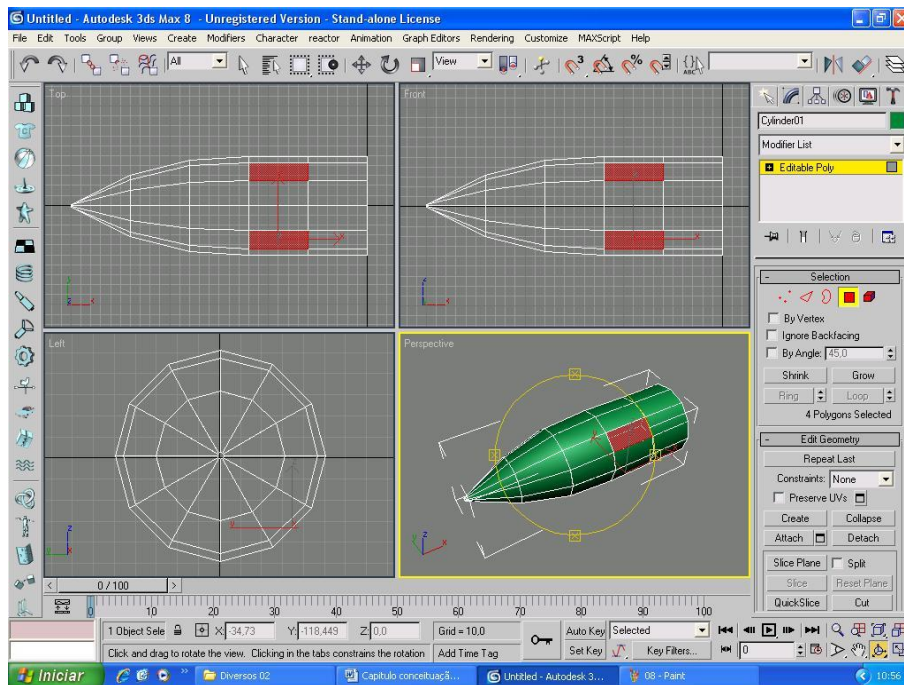 Untitled - Autodesk 3ds Max 8 - Unregistered Version - Stand-alone License
File Edit Tools Group Views Create Modifiers Character reactor Animation Graph Editors Rendering Customize MAXScript Help
All
View
3
%
ABC
Top
Front
Cylinder01
Modifier List
Editable Poly
- Selection
By Vertex
Ignore Backfacing
By Angle: 45,0
Shrink Grow
Ring Loop
4 Polygons Selected
Left
Perspective
- Edit Geometry
Repeat Last
Constraints: None
Preserve UVs
Create Collapse
Attach Detach
Slice Plane Split
Slice Reset Plane
QuickSlice Cut
< 0 / 100 >
0 10 20 30 40 50 60 70 80 90 100
1 Object Sele X: -34,73 Y: -118,449 Z: 0,0 Grid = 10,0 Auto Key Selected
Click and drag to rotate the view. Clicking in the tabs constrains the rotation Add Time Tag Set Key Key Filters... 0
Iniciar Diversos 02 Capitulo conceituaçã... Untitled - Autodesk 3... 08 - Paint 10:56